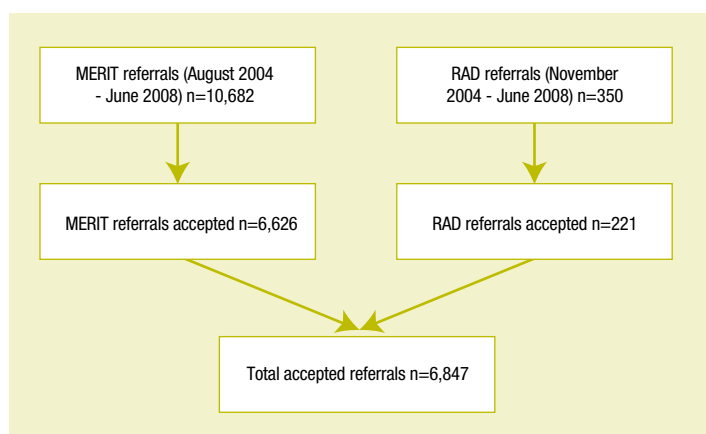 MERIT referrals (August 2004
- June 2008) n=10,682
RAD referrals (November
2004 - June 2008) n=350
MERIT referrals accepted n=6,626
RAD referrals accepted n=221
Total accepted referrals n=6,847